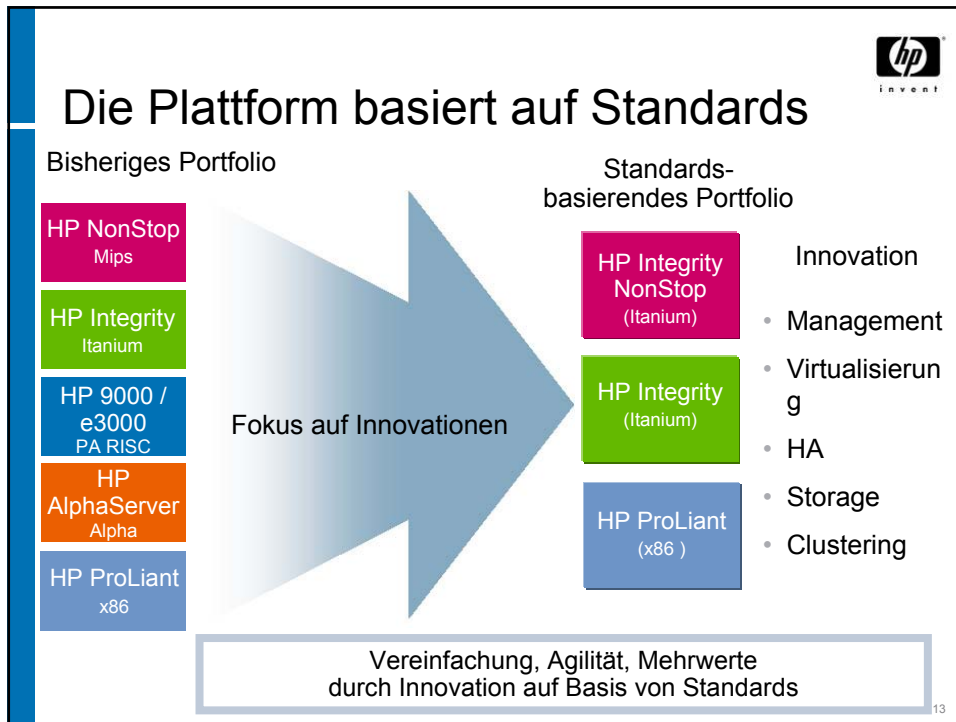 hp
invent
Die Plattform basiert auf Standards
Bisheriges Portfolio
HP NonStop
Mips
HP Integrity
Itanium
HP 9000 /
e3000
PA RISC
HP
AlphaServer
Alpha
HP ProLiant
x86
Fokus auf Innovationen
Standards-
basierendes Portfolio
HP Integrity
NonStop
(Itanium)
HP Integrity
(Itanium)
HP ProLiant
(x86 )
Innovation
• Management
• Virtualisierun
g
• HA
• Storage
• Clustering
Vereinfachung, Agilität, Mehrwerte
durch Innovation auf Basis von Standards
13